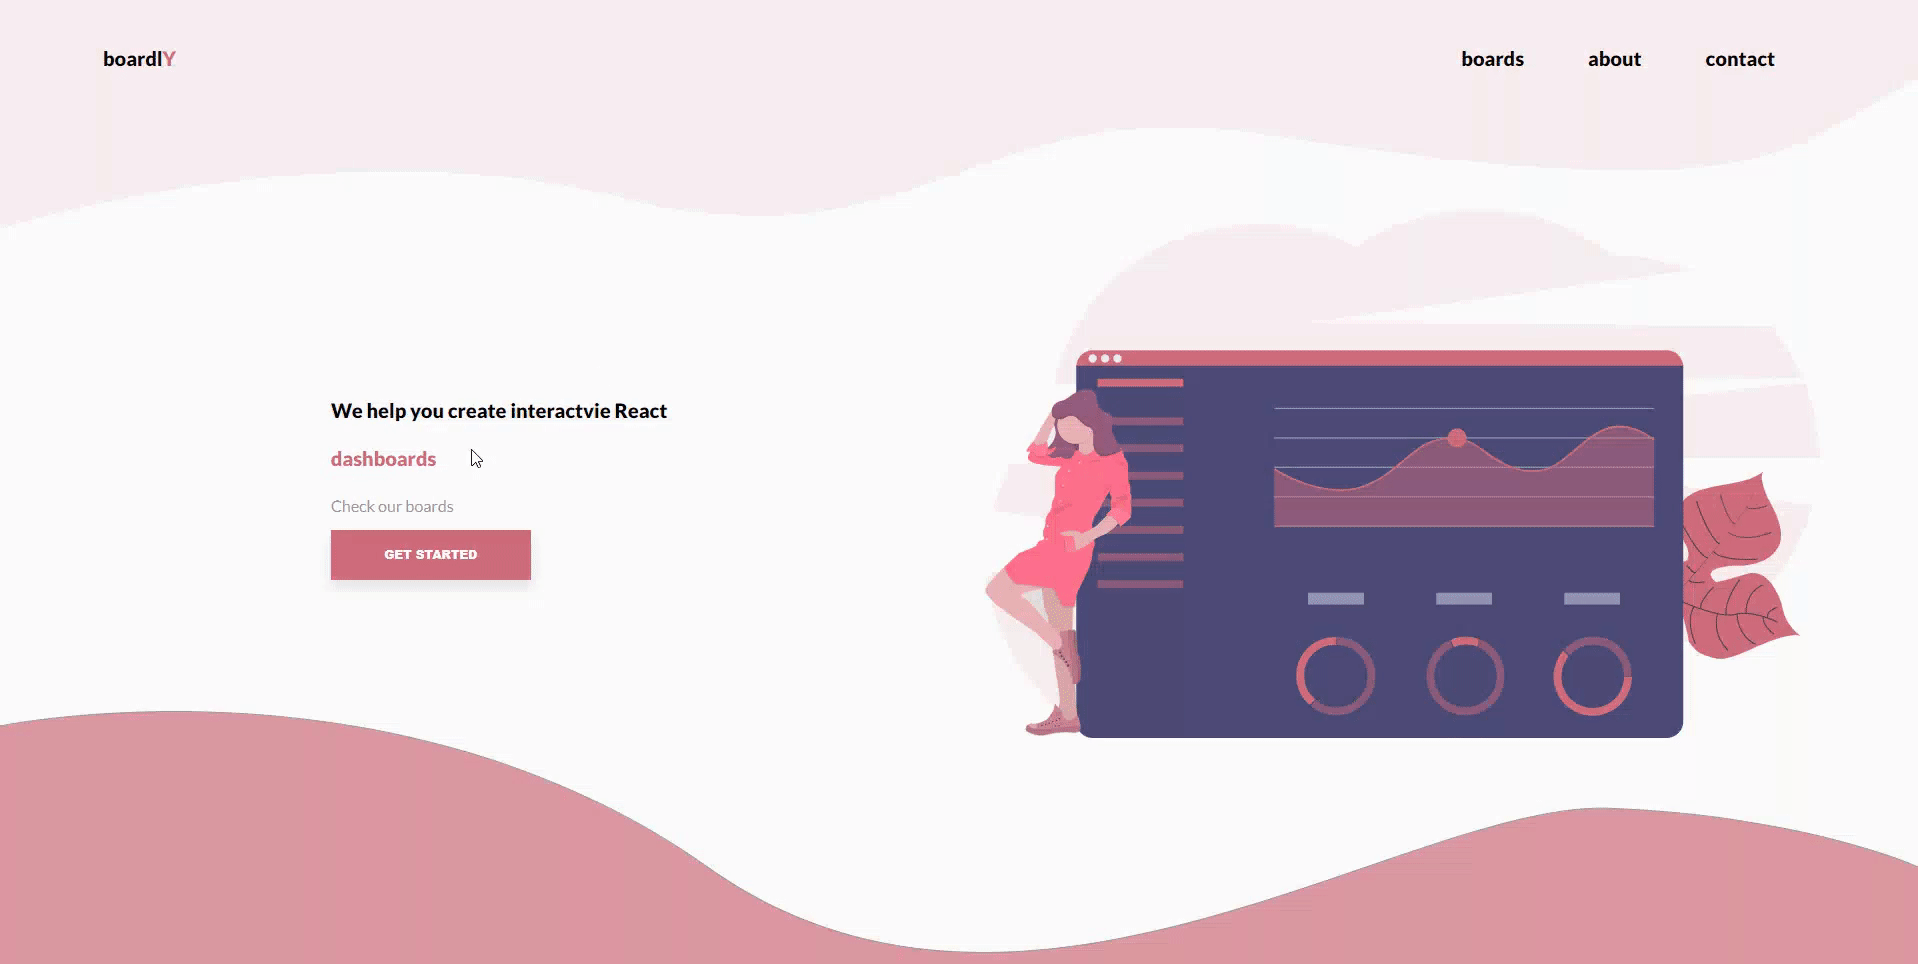 boardlY
boards about contact
We help you create interactvie React
dashboards
Check our boards
GET STARTED